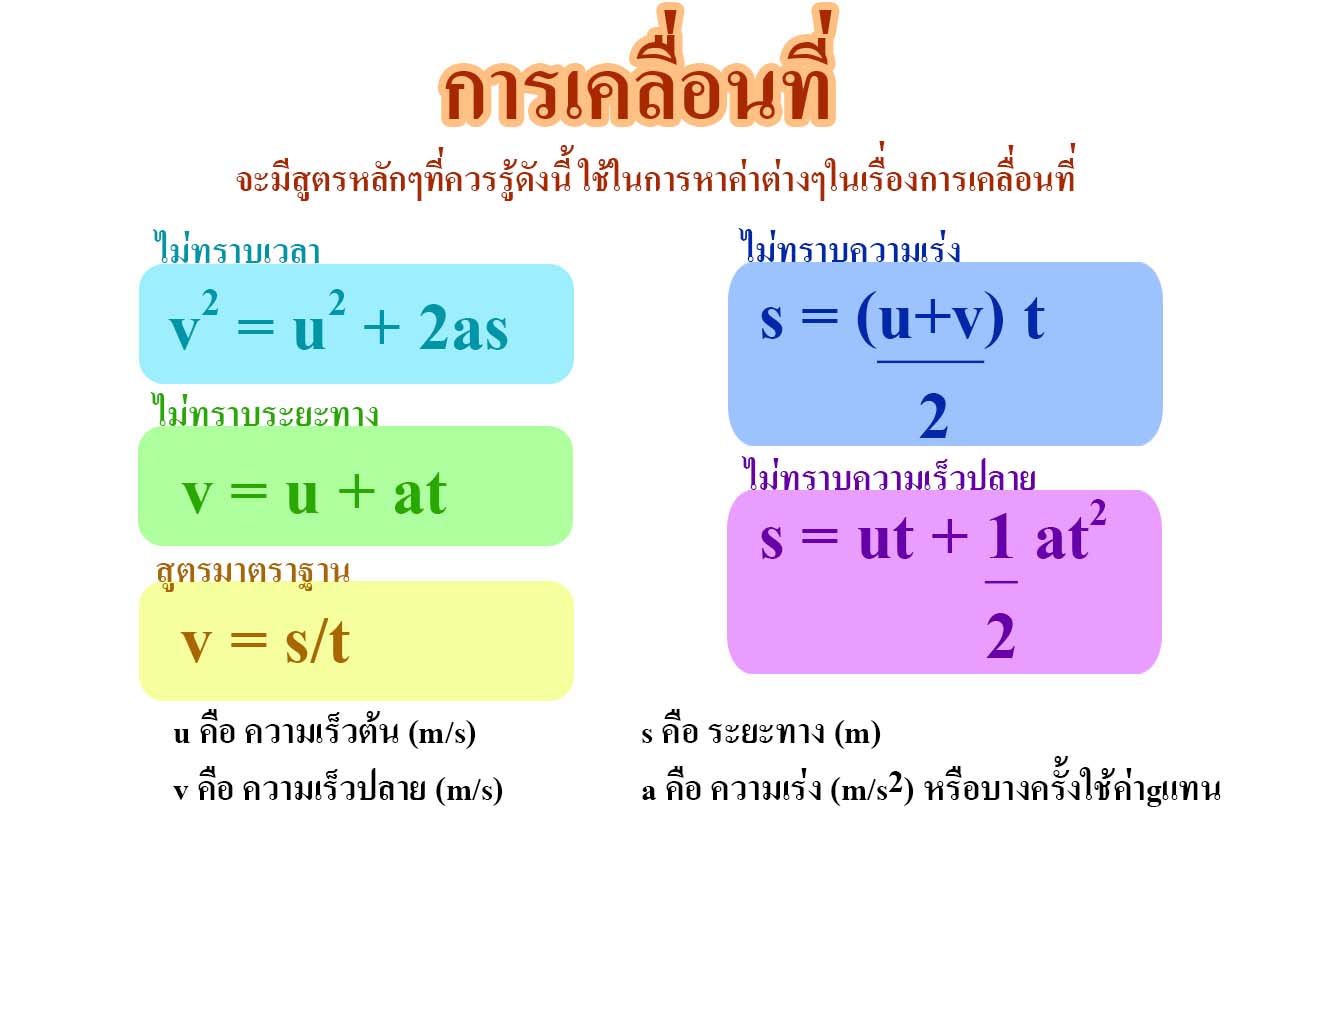 การเคลื่อนที่
จะมีสูตรหลักๆที่ควรรู้ดังนี้ ใช้ในการหาค่าต่างๆในเรื่องการเคลื่อนที่
ไม่ทราบเวลา
v² = u² + 2as
ไม่ทราบระยะทาง
v = u + at
สูตรมาตราฐาน
v = s/t
ไม่ทราบความเร่ง
s = (u+v) t
2
ไม่ทราบความเร็วปลาย
s = ut + 1 at²
2
u คือ ความเร็วต้น (m/s)
v คือ ความเร็วปลาย (m/s)
s คือ ระยะทาง (m)
a คือ ความเร่ง (m/s2) หรือบางครั้งใช้ค่าgแทน